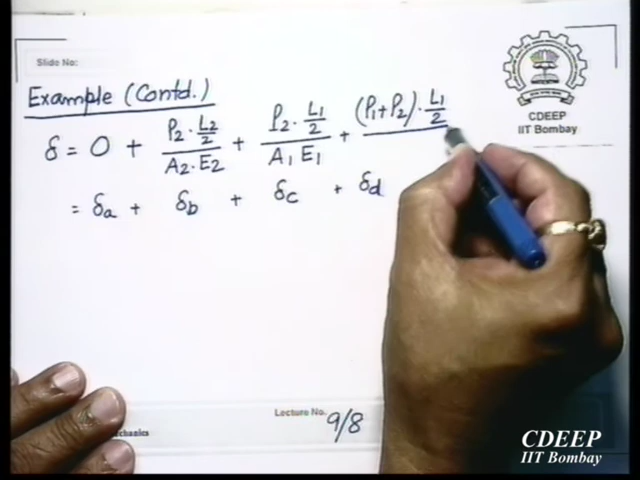 Slide No:
Example (Contd.)
δ = 0 + P₂ · L₂/2 / A₂ · E₂ + P₂ · L₁/2 / A₁ E₁ + (P₁ + P₂) · L₁/2
= δa + δb + δc + δd
CDEEP
IIT Bombay
Lecture No. 9/8
CDEEP
IIT Bombay